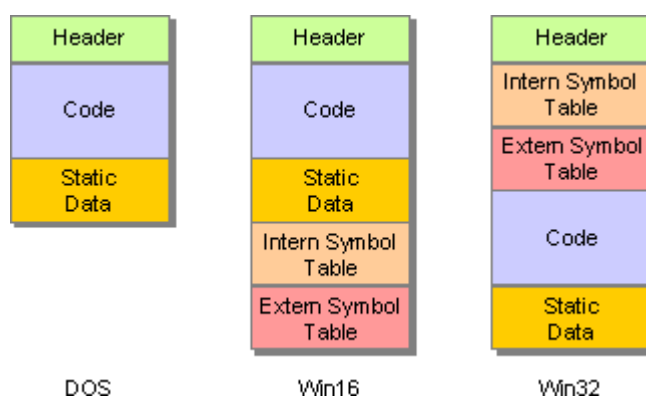 Header
Code
Static
Data
DOS
Header
Code
Static
Data
Intern Symbol
Table
Extern Symbol
Table
Win16
Header
Intern Symbol
Table
Extern Symbol
Table
Code
Static
Data
Win32